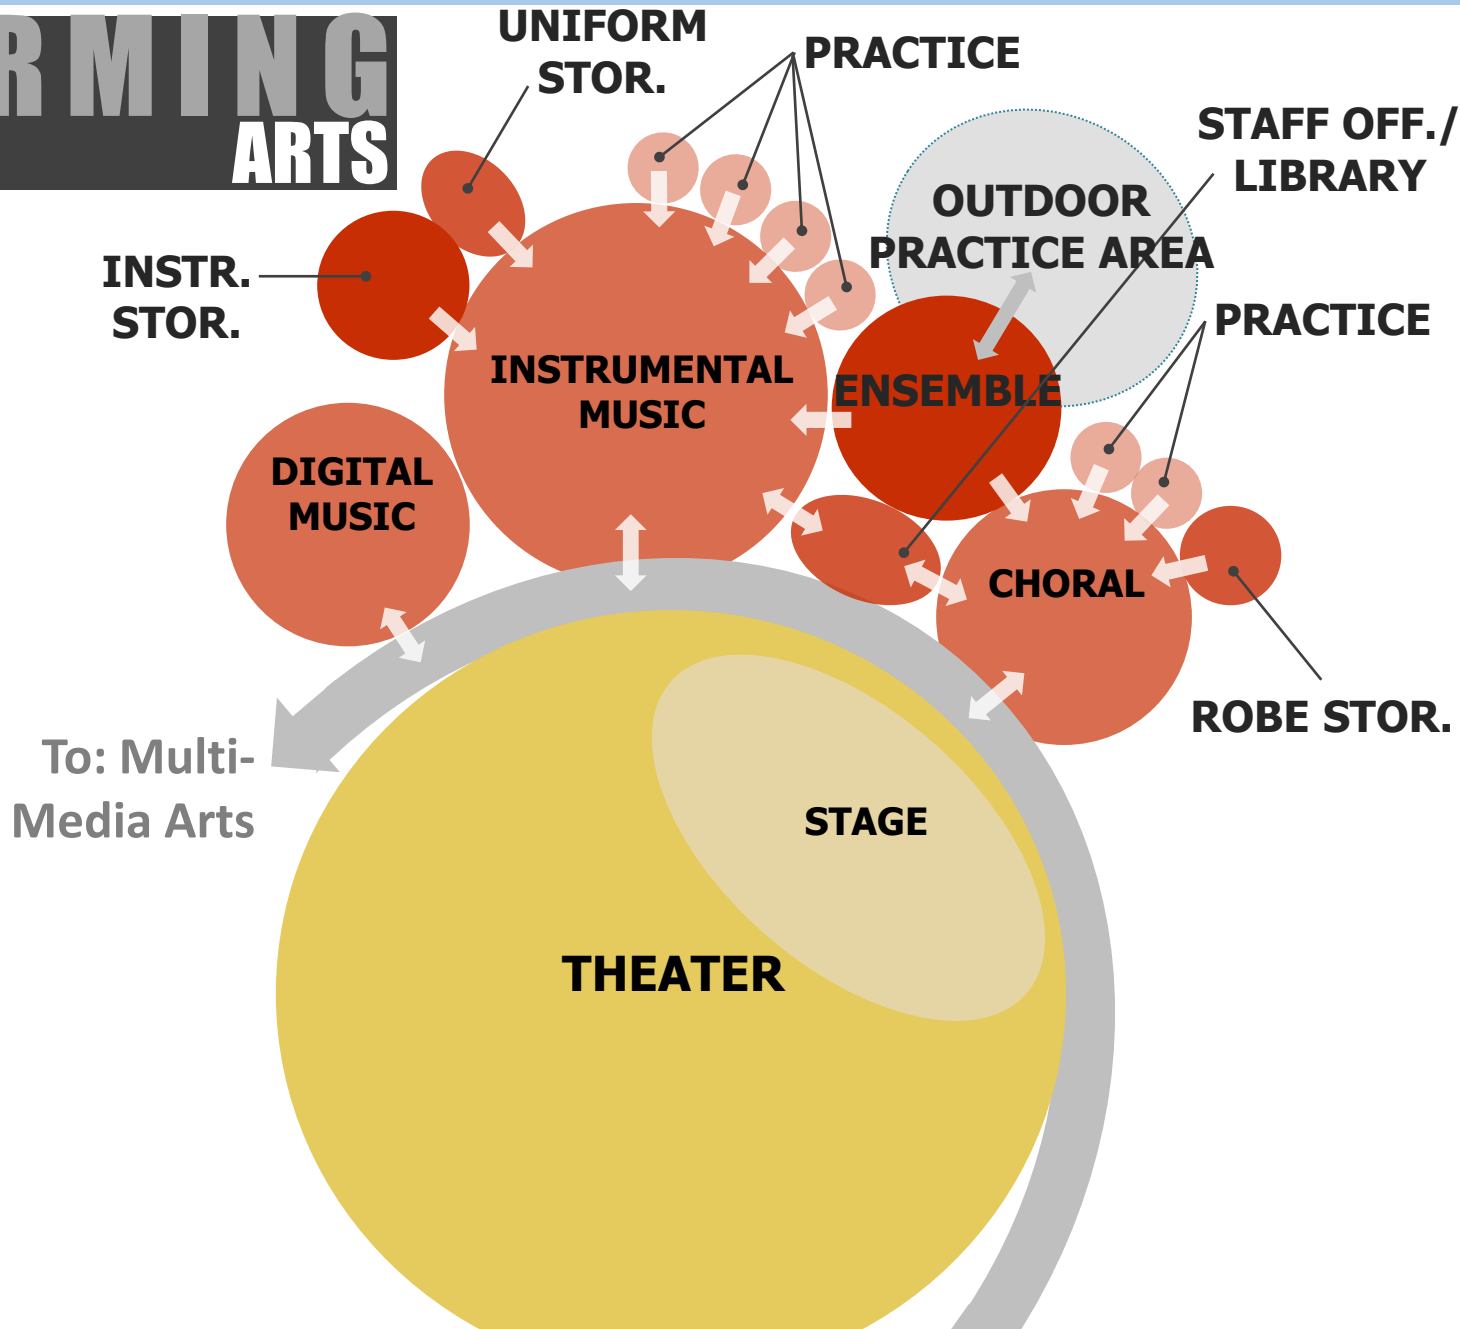 RMING
ARTS
UNIFORM
STOR.
PRACTICE
STAFF OFF./
LIBRARY
OUTDOOR
PRACTICE AREA
INSTR.
STOR.
PRACTICE
INSTRUMENTAL
MUSIC
ENSEMBLE
DIGITAL
MUSIC
CHORAL
ROBE STOR.
To: Multi-
Media Arts
STAGE
THEATER